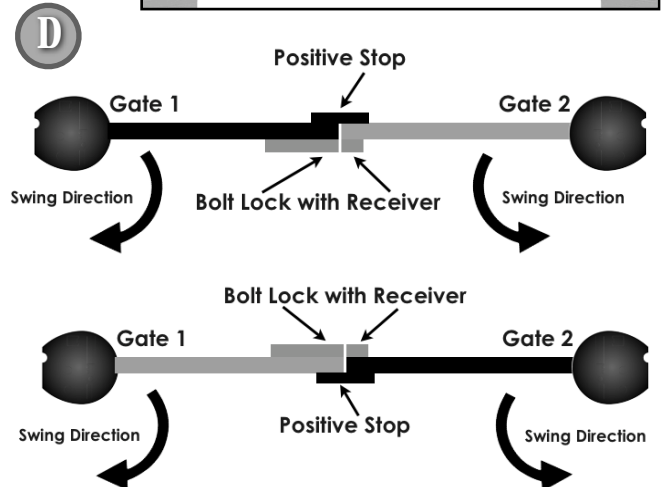 D
Positive Stop
Gate 1
Gate 2
Swing Direction
Bolt Lock with Receiver
Swing Direction
Bolt Lock with Receiver
Gate 1
Gate 2
Swing Direction
Positive Stop
Swing Direction